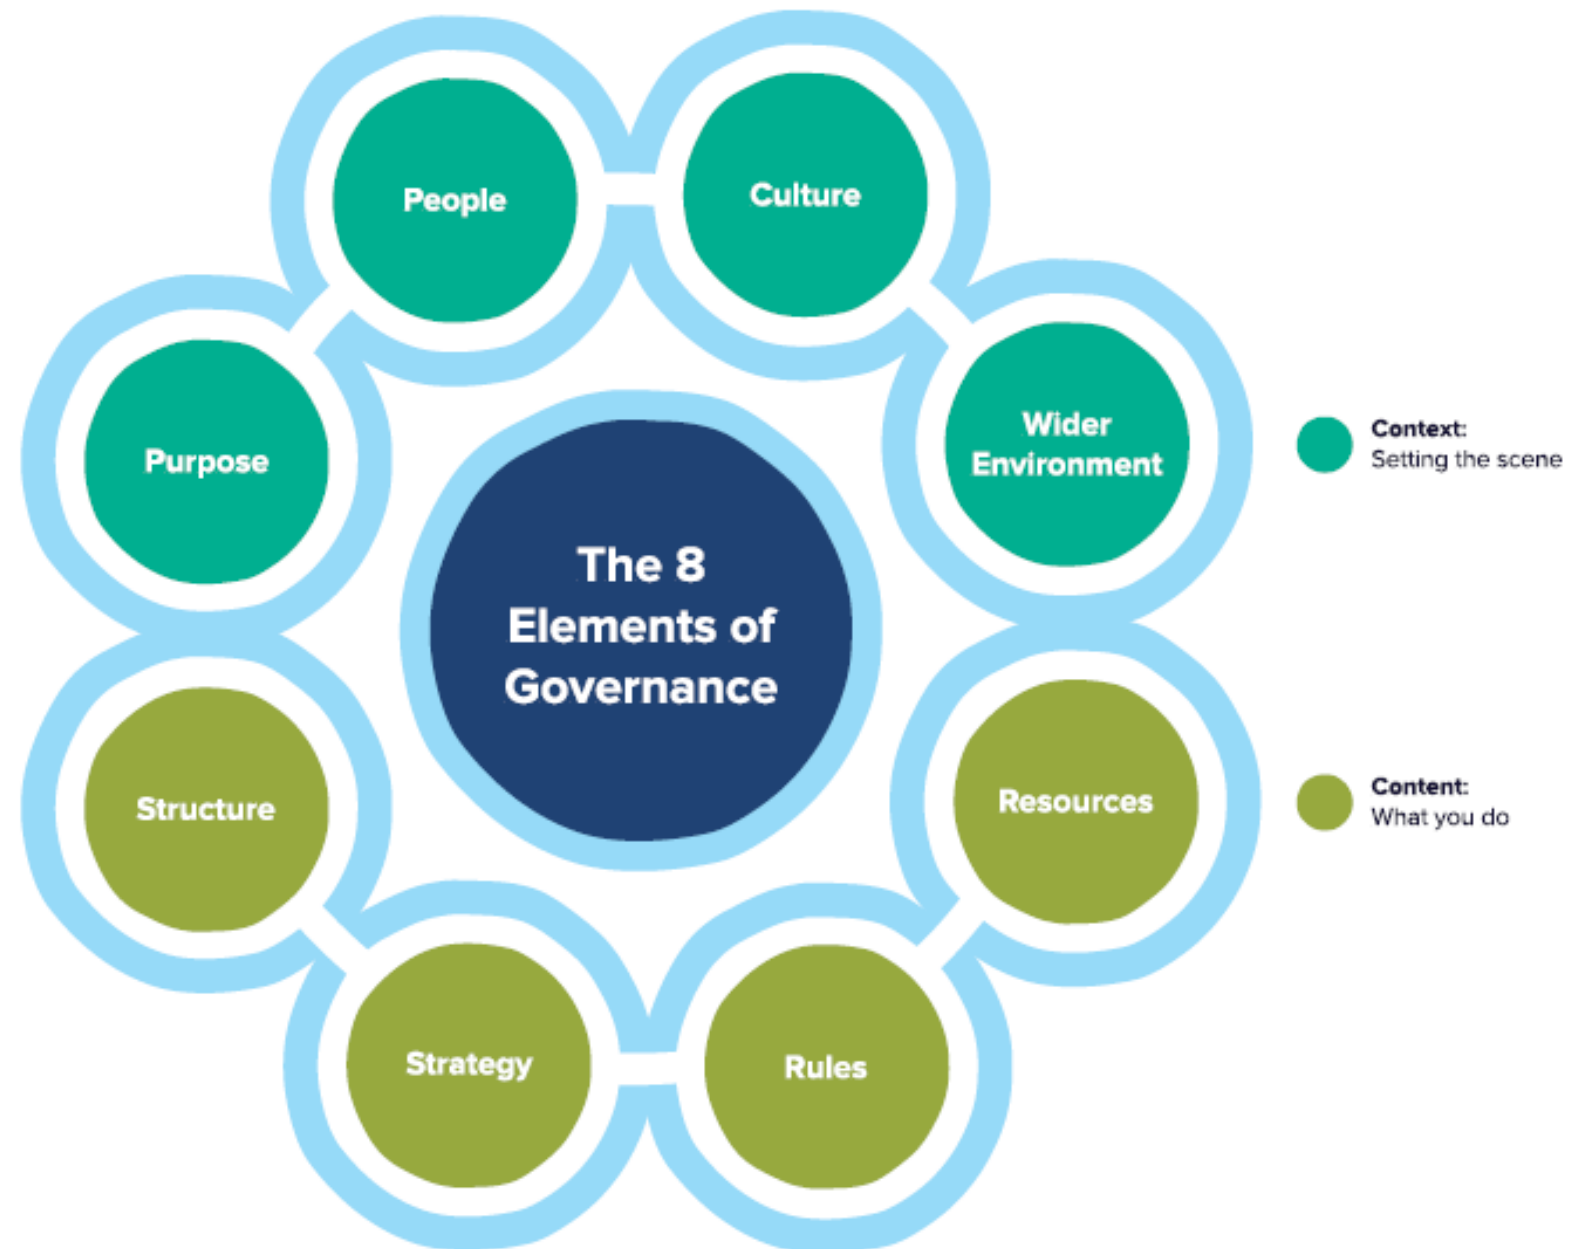 People
Culture
Purpose
Wider
Environment
Context:
Setting the scene
The 8
Elements of
Governance
Structure
Resources
Content:
What you do
Strategy
Rules